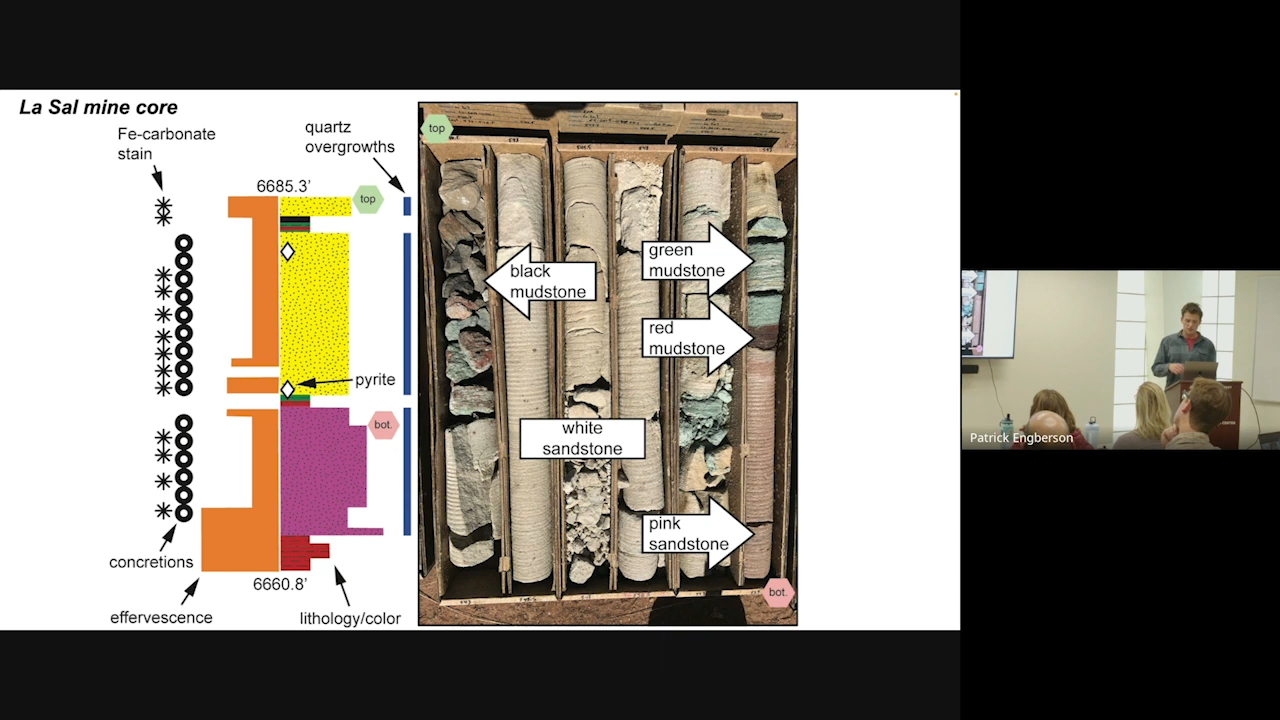 La Sal mine core
Fe-carbonate
stain
quartz
overgrowths
6685.3’
top
pyrite
bot.
concretions
6660.8’
effervescence
lithology/color
top
black
mudstone
green
mudstone
red
mudstone
white
sandstone
pink
sandstone
bot.
Patrick Engberson